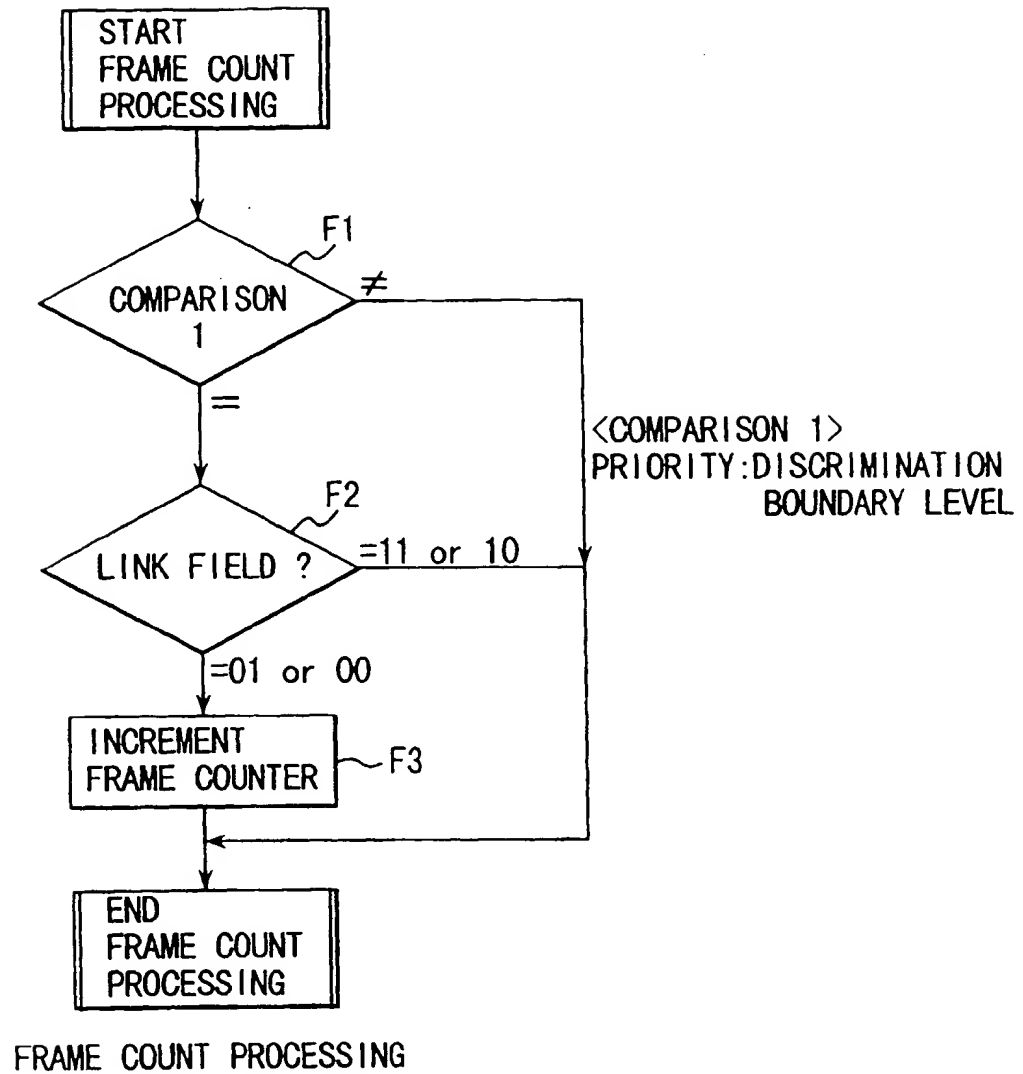 START
FRAME COUNT
PROCESSING
F1
COMPARISON
1
≠
=
<COMPARISON 1>
PRIORITY:DISCRIMINATION
BOUNDARY LEVEL
F2
LINK FIELD ?
=11 or 10
=01 or 00
INCREMENT
FRAME COUNTER
F3
END
FRAME COUNT
PROCESSING
FRAME COUNT PROCESSING